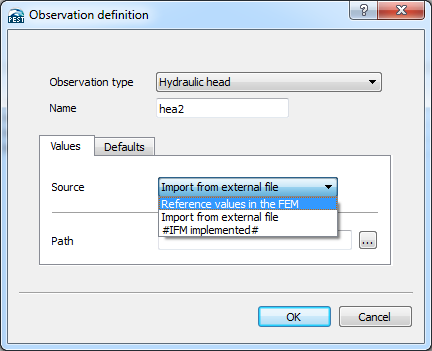 PEST Observation definition
Observation type Hydraulic head
Name hea2
Values Defaults
Source Import from external file
Reference values in the FEM
Import from external file
#IFM implemented#
Path ...
OK Cancel